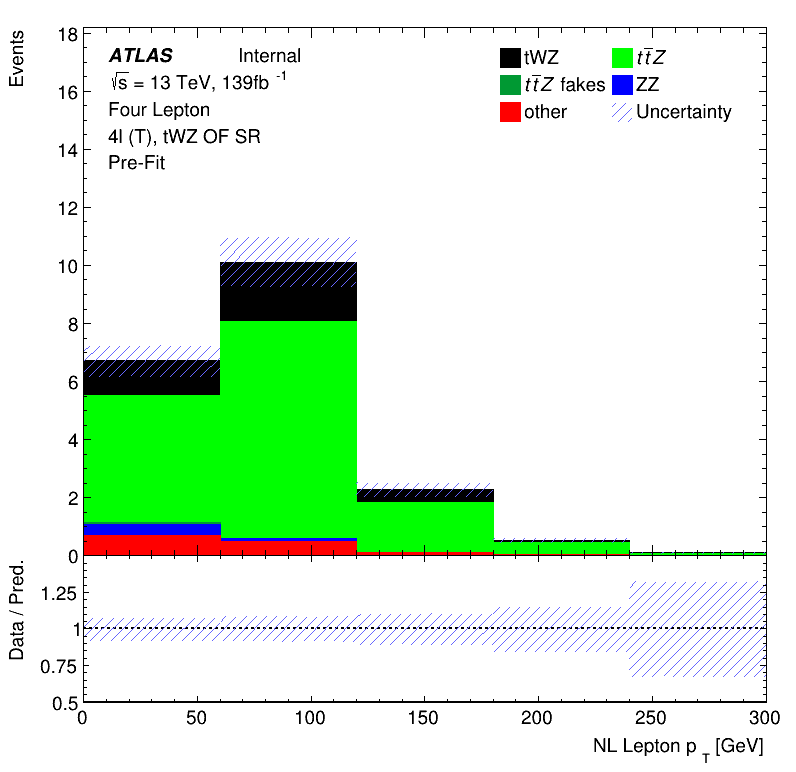 Events
18
16
14
12
10
8
6
4
2
0
ATLAS Internal
√s = 13 TeV, 139fb -1
Four Lepton
4l (T), tWZ OF SR
Pre-Fit
tWZ tt̄Z
tt̄Z fakes ZZ
other Uncertainty
Data / Pred.
1.25
1
0.75
0.5
0 50 100 150 200 250 300
NL Lepton p T [GeV]